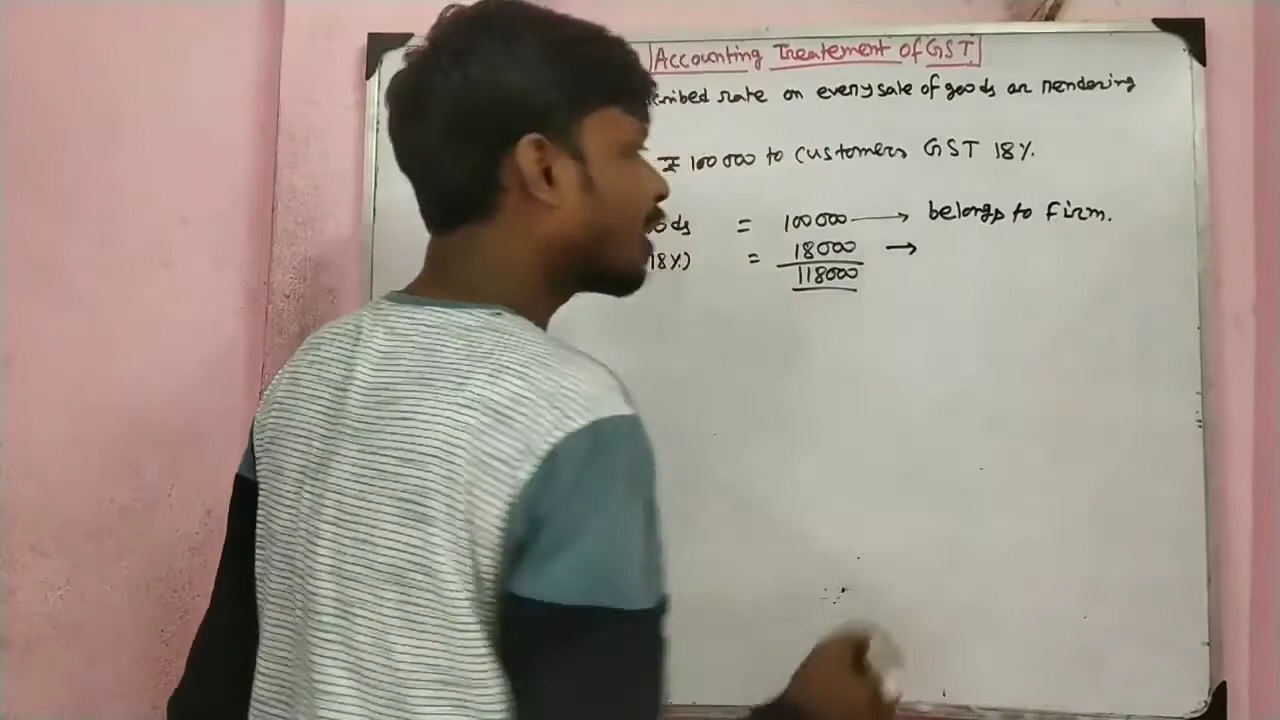 Accounting Treatement of GST
cribed rate on every sale of goods or rendering
₹ 100000 to customers GST 18%.
ods = 100000 → belongs to Firm.
18%) = 18000 →
118000